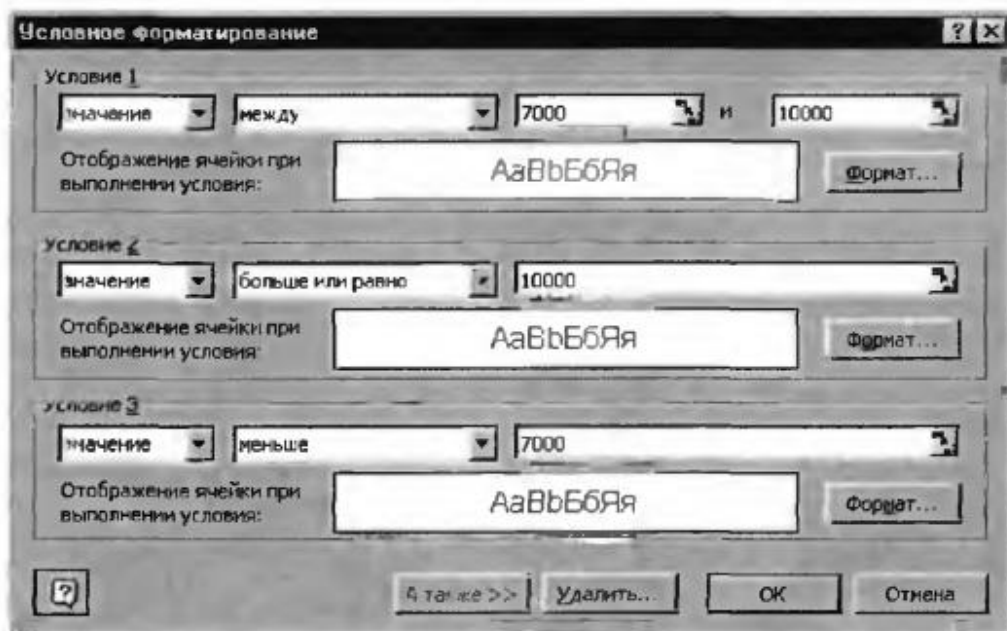 Условное форматирование
Условие 1
значение между 7000 и 10000
Отображение ячейки при
выполнении условия:
АаВbБбЯя
Формат...
Условие 2
значение больше или равно 10000
Отображение ячейки при
выполнении условия:
АаВbБбЯя
Формат...
Условие 3
значение меньше 7000
Отображение ячейки при
выполнении условия:
АаВbБбЯя
Формат...
А также >> Удалить... ОК Отмена